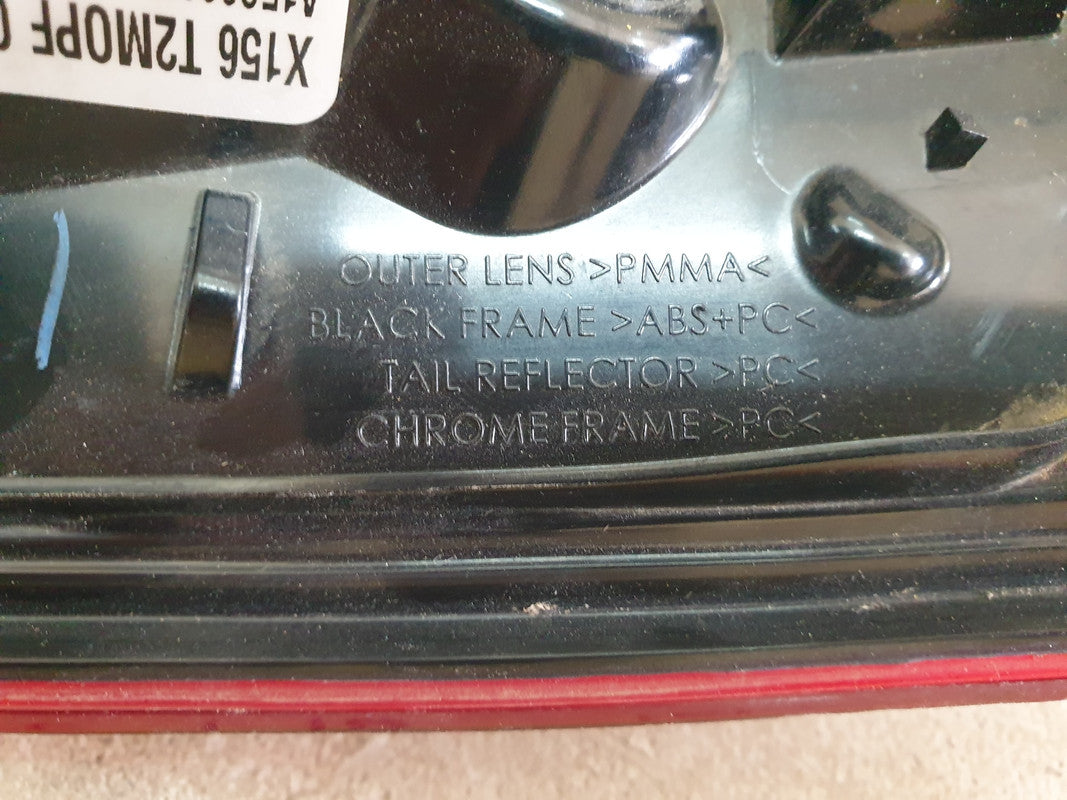 X156 T2MOPF
OUTER LENS >PMMA<
BLACK FRAME >ABS+PC<
TAIL REFLECTOR >PC<
CHROME FRAME >PC<